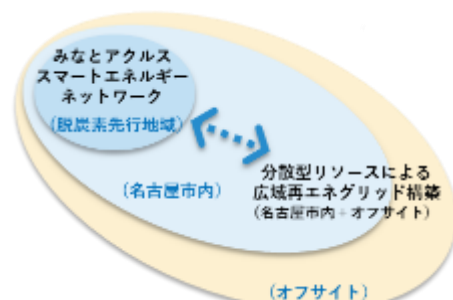 みなとアクルス
スマートエネルギー
ネットワーク
(脱炭素先行地域)
分散型リソースによる
広域再エネグリッド構築
(名古屋市内+オフサイト)
(名古屋市内)
(オフサイト)